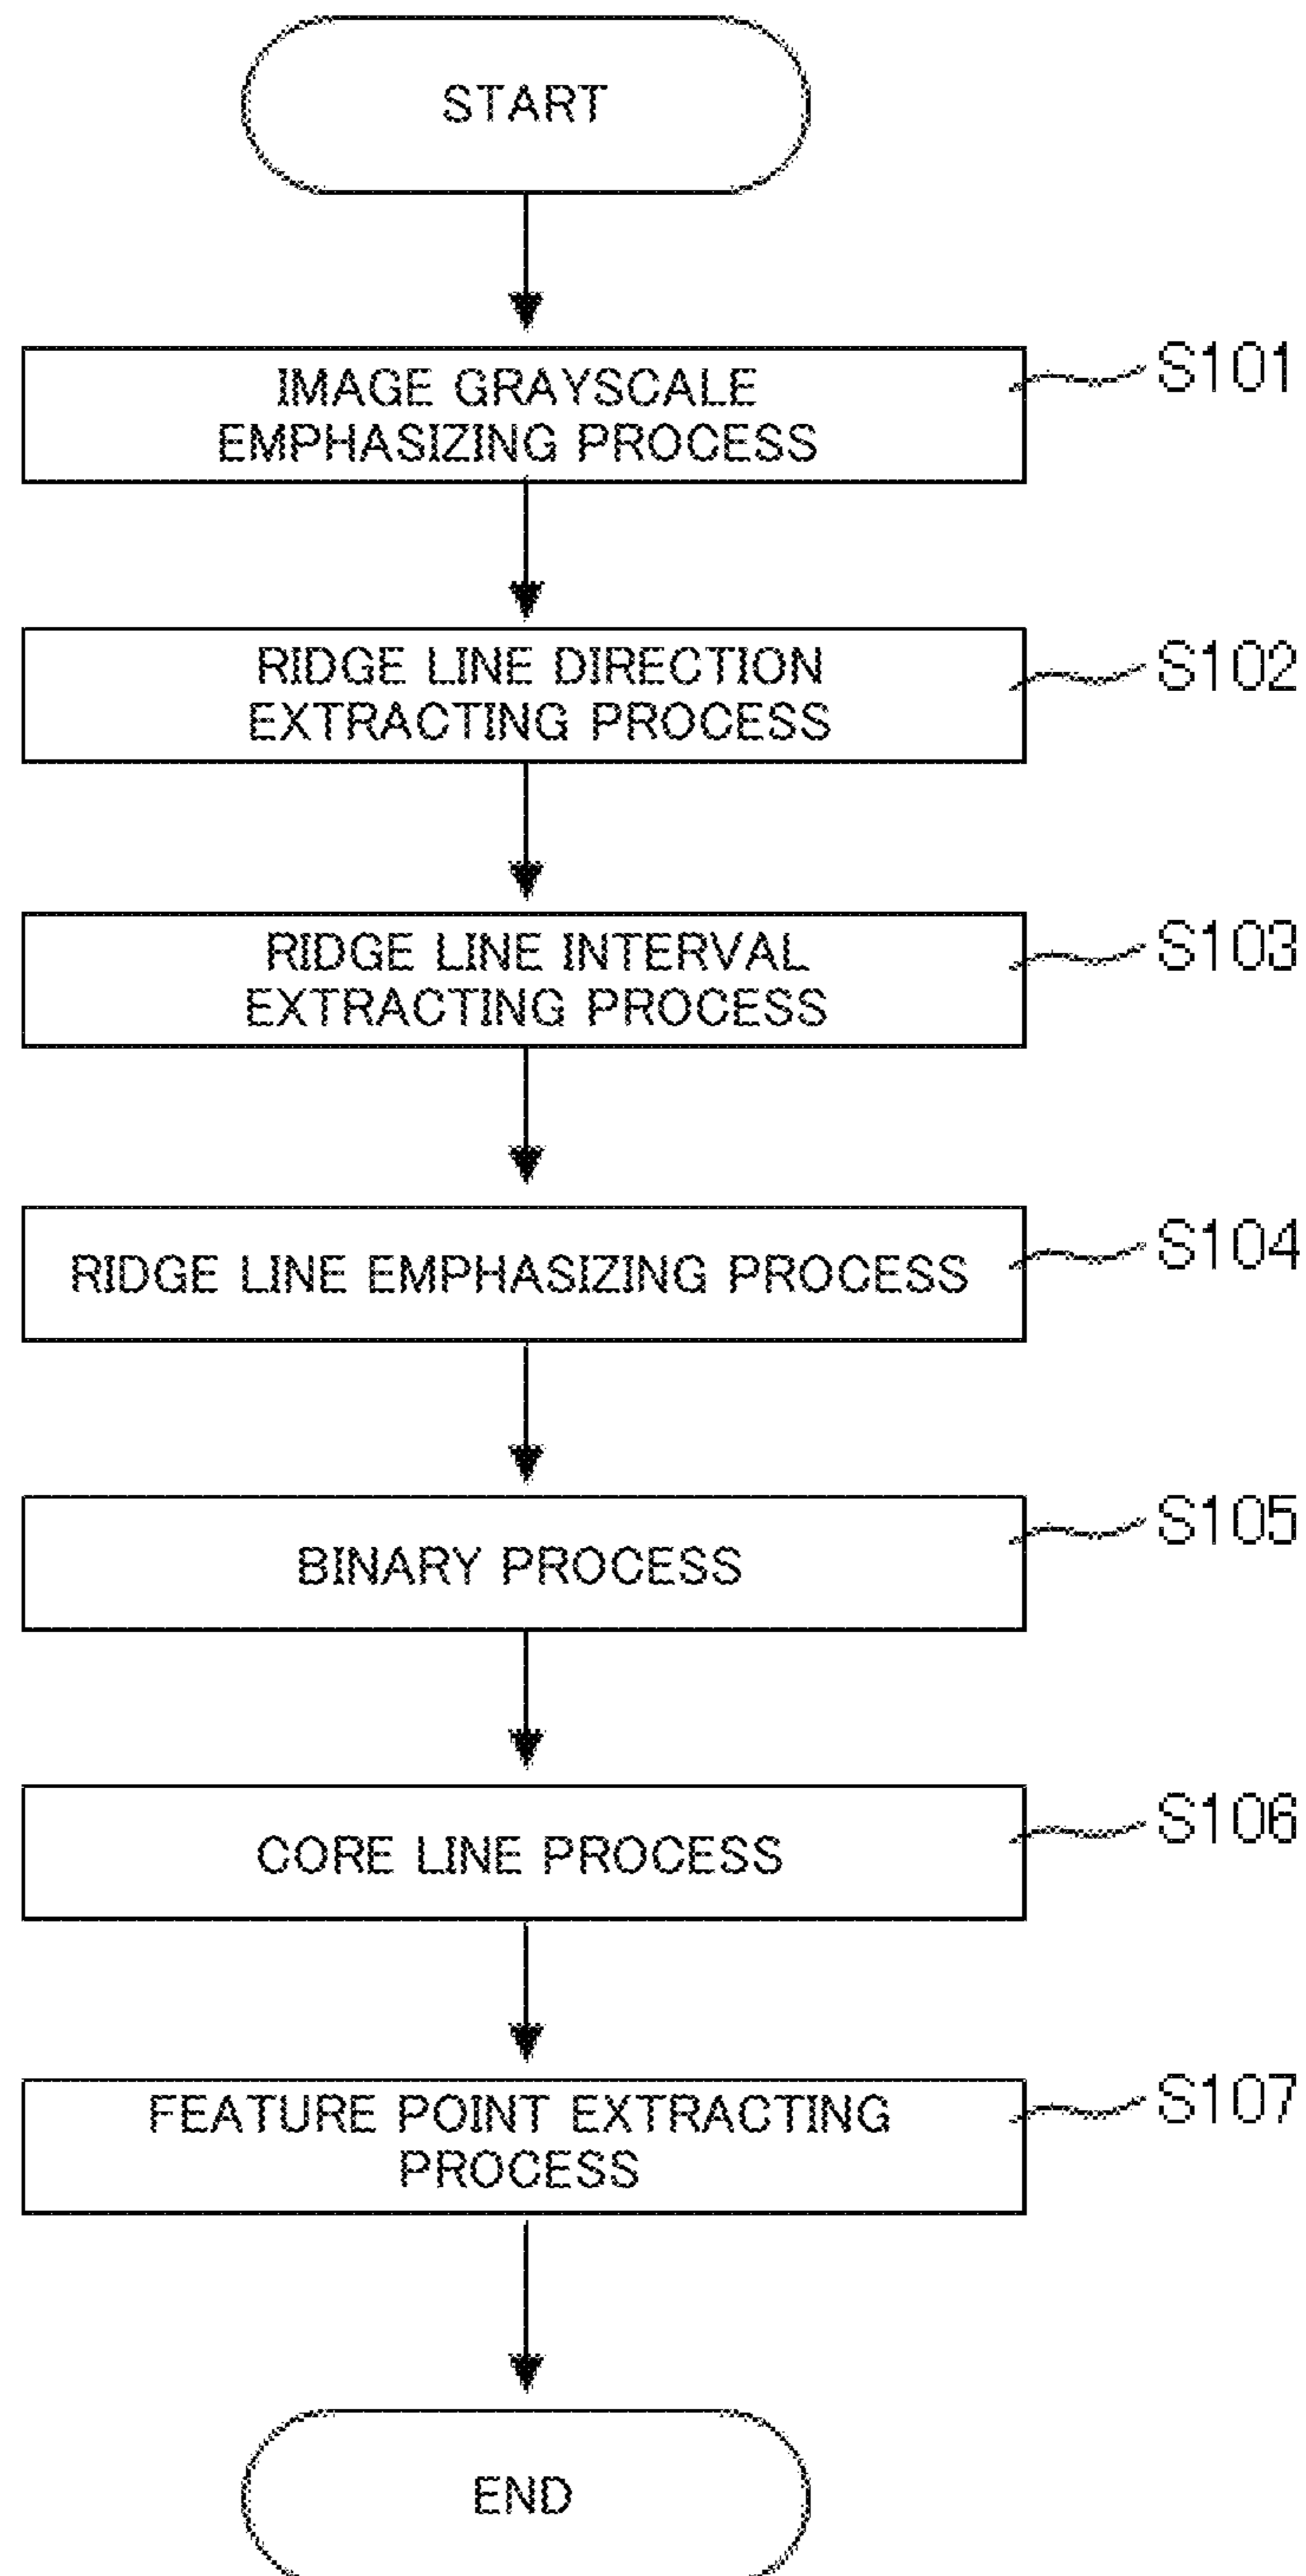 START
IMAGE GRAYSCALE
EMPHASIZING PROCESS
S101
RIDGE LINE DIRECTION
EXTRACTING PROCESS
S102
RIDGE LINE INTERVAL
EXTRACTING PROCESS
S103
RIDGE LINE EMPHASIZING PROCESS
S104
BINARY PROCESS
S105
CORE LINE PROCESS
S106
FEATURE POINT EXTRACTING
PROCESS
S107
END